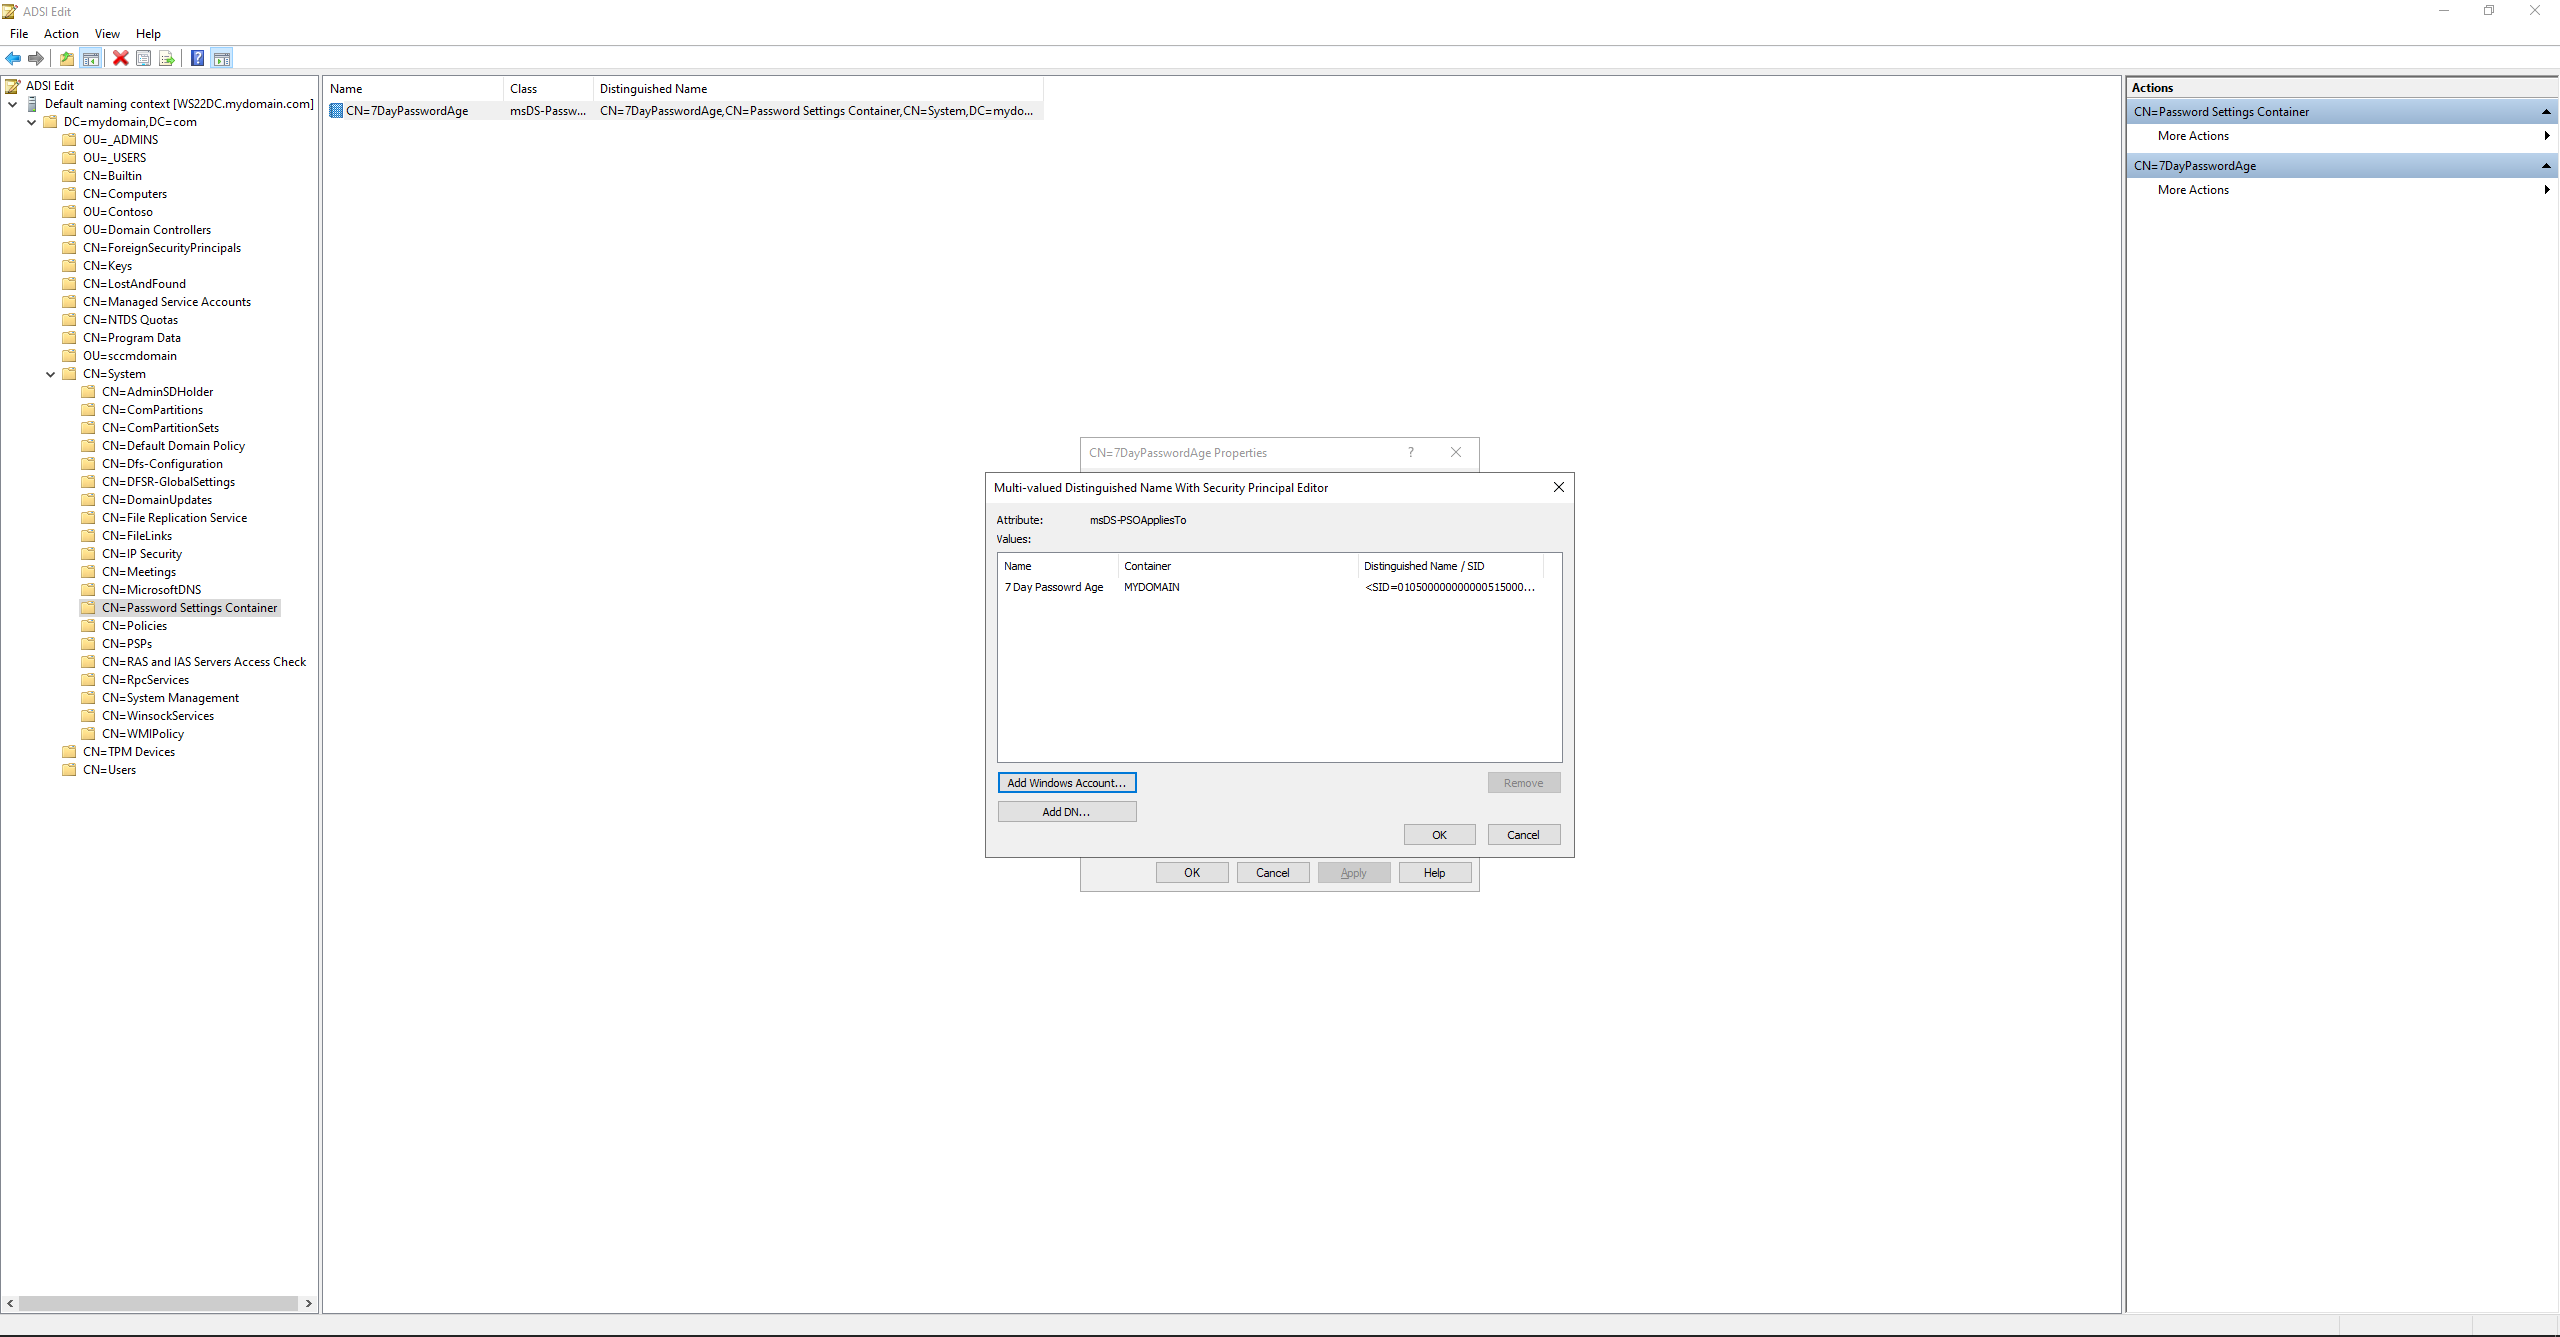 ADSI Edit
File Action View Help
ADSI Edit
Default naming context [WS22DC.mydomain.com]
DC=mydomain,DC=com
OU=_ADMINS
OU=_USERS
CN=Builtin
CN=Computers
OU=Contoso
OU=Domain Controllers
CN=ForeignSecurityPrincipals
CN=Keys
CN=LostAndFound
CN=Managed Service Accounts
CN=NTDS Quotas
CN=Program Data
OU=sccmdomain
CN=System
CN=AdminSDHolder
CN=ComPartitions
CN=ComPartitionSets
CN=Default Domain Policy
CN=Dfs-Configuration
CN=DFSR-GlobalSettings
CN=DomainUpdates
CN=File Replication Service
CN=FileLinks
CN=IP Security
CN=Meetings
CN=MicrosoftDNS
CN=Password Settings Container
CN=Policies
CN=PSPs
CN=RAS and IAS Servers Access Check
CN=RpcServices
CN=System Management
CN=WinsockServices
CN=WMIPolicy
CN=TPM Devices
CN=Users
Name Class Distinguished Name
CN=7DayPasswordAge msDS-Passw... CN=7DayPasswordAge,CN=Password Settings Container,CN=System,DC=mydo...
CN=7DayPasswordAge Properties ?
Multi-valued Distinguished Name With Security Principal Editor
Attribute: msDS-PSOAppliesTo
Values:
Name Container Distinguished Name / SID
7 Day Passowrd Age MYDOMAIN <SID=010500000000000515000...
Add Windows Account... Remove
Add DN...
OK Cancel
OK Cancel Apply Help
Actions
CN=Password Settings Container
More Actions
CN=7DayPasswordAge
More Actions